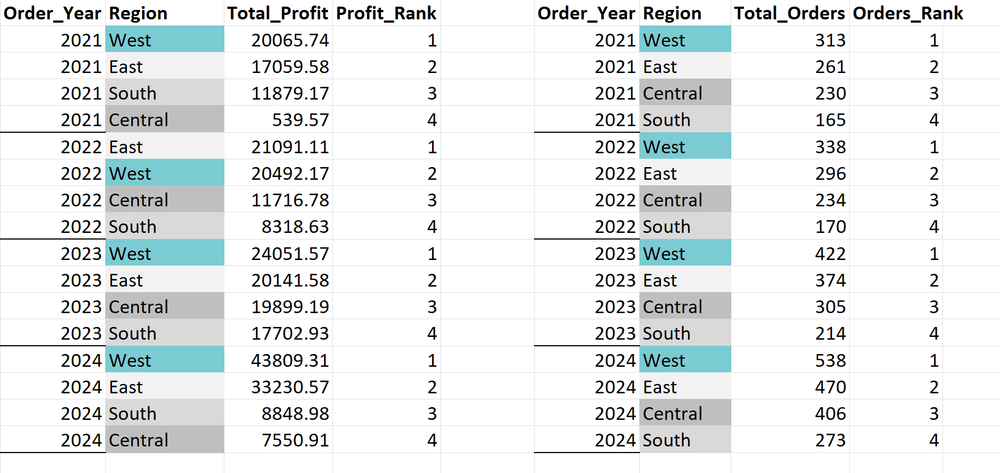 Order_Year Region Total_Profit Profit_Rank Order_Year Region Total_Orders Orders_Rank
2021 West 20065.74 1 2021 West 313 1
2021 East 17059.58 2 2021 East 261 2
2021 South 11879.17 3 2021 Central 230 3
2021 Central 539.57 4 2021 South 165 4
2022 East 21091.11 1 2022 West 338 1
2022 West 20492.17 2 2022 East 296 2
2022 Central 11716.78 3 2022 Central 234 3
2022 South 8318.63 4 2022 South 170 4
2023 West 24051.57 1 2023 West 422 1
2023 East 20141.58 2 2023 East 374 2
2023 Central 19899.19 3 2023 Central 305 3
2023 South 17702.93 4 2023 South 214 4
2024 West 43809.31 1 2024 West 538 1
2024 East 33230.57 2 2024 East 470 2
2024 South 8848.98 3 2024 Central 406 3
2024 Central 7550.91 4 2024 South 273 4